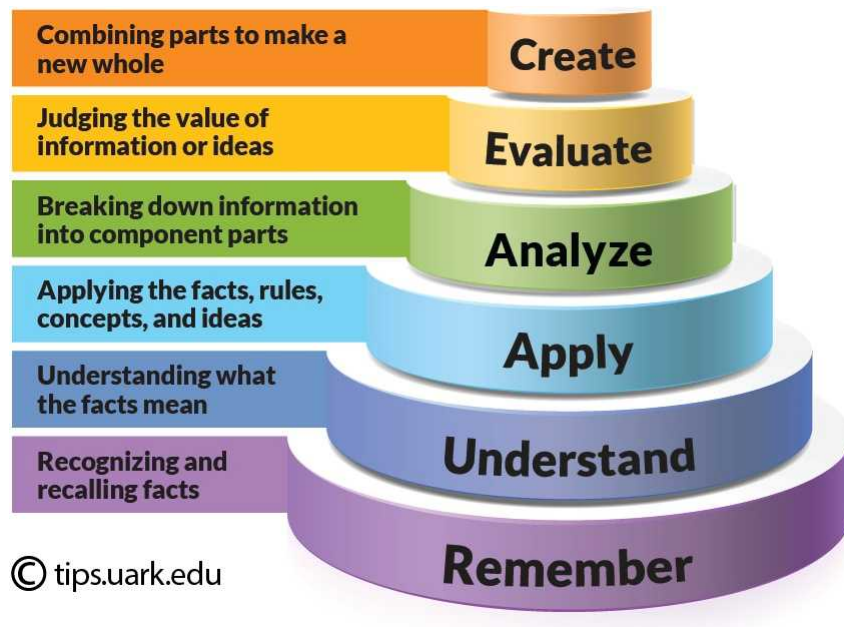 Combining parts to make a
new whole
Create
Judging the value of
information or ideas
Evaluate
Breaking down information
into component parts
Analyze
Applying the facts, rules,
concepts, and ideas
Apply
Understanding what
the facts mean
Understand
Recognizing and
recalling facts
Remember
© tips.uark.edu